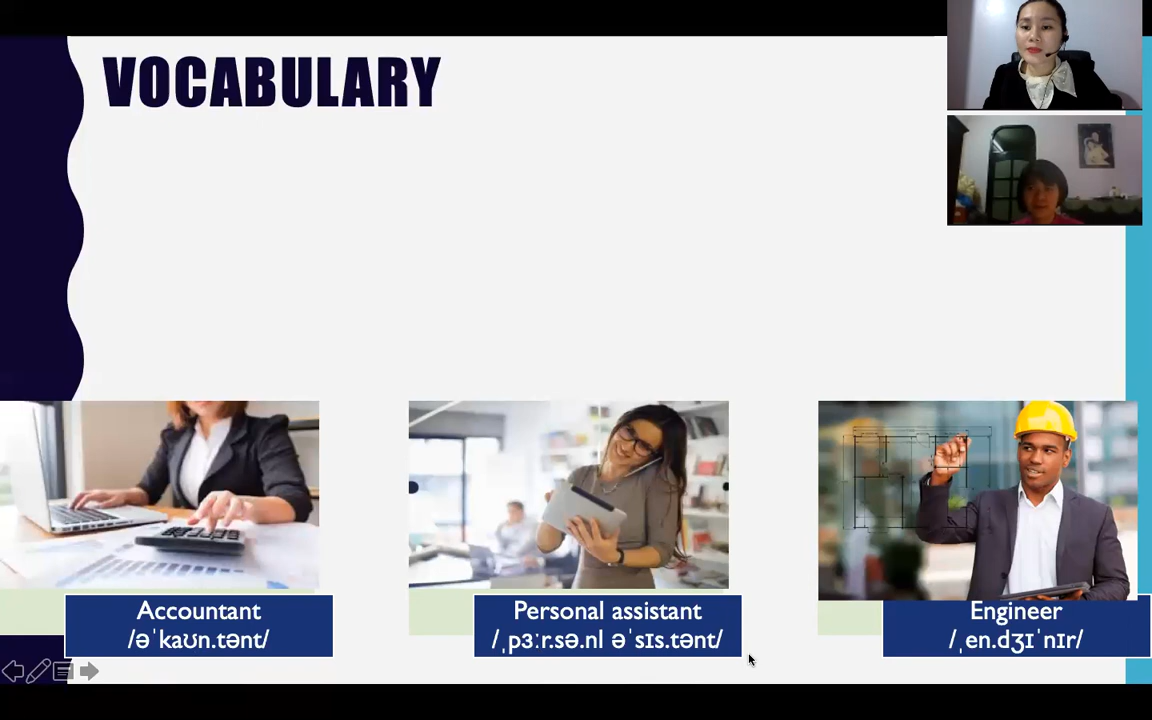 VOCABULARY
Accountant
/əˈkaʊn.tənt/
Personal assistant
/ˌpɜːr.sə.nl əˈsɪs.tənt/
Engineer
/ˌen.dʒɪˈnɪr/